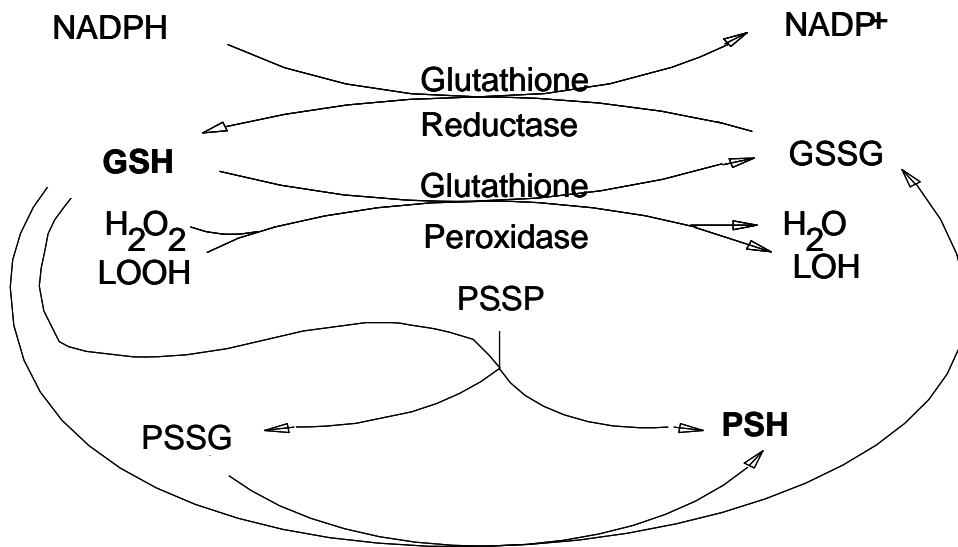 NADPH
NADP+
Glutathione
Reductase
GSH
GSSG
Glutathione
Peroxidase
H2O2
H2O
LOOH
LOH
PSSP
PSSG
PSH